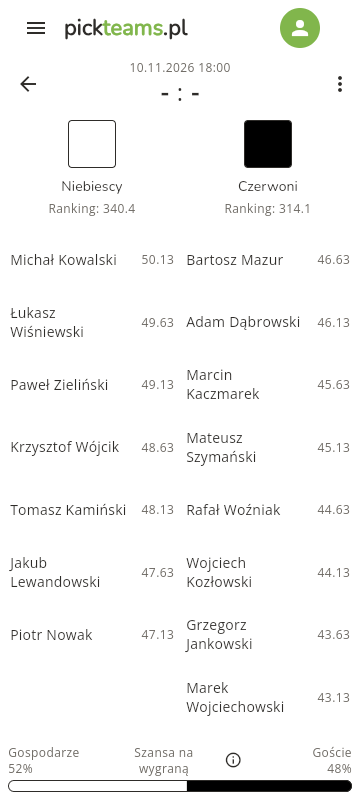 pickteams.pl
10.11.2026 18:00
- : -
Niebiescy
Czerwoni
Ranking: 340.4
Ranking: 314.1
Michał Kowalski 50.13 Bartosz Mazur 46.63
Łukasz
Wiśniewski 49.63 Adam Dąbrowski 46.13
Paweł Zieliński 49.13 Marcin
Kaczmarek 45.63
Krzysztof Wójcik 48.63 Mateusz
Szymański 45.13
Tomasz Kamiński 48.13 Rafał Woźniak 44.63
Jakub
Lewandowski 47.63 Wojciech
Kozłowski 44.13
Piotr Nowak 47.13 Grzegorz
Jankowski 43.63
Marek
Wojciechowski 43.13
Gospodarze Szansa na Goście
52% wygraną 48%